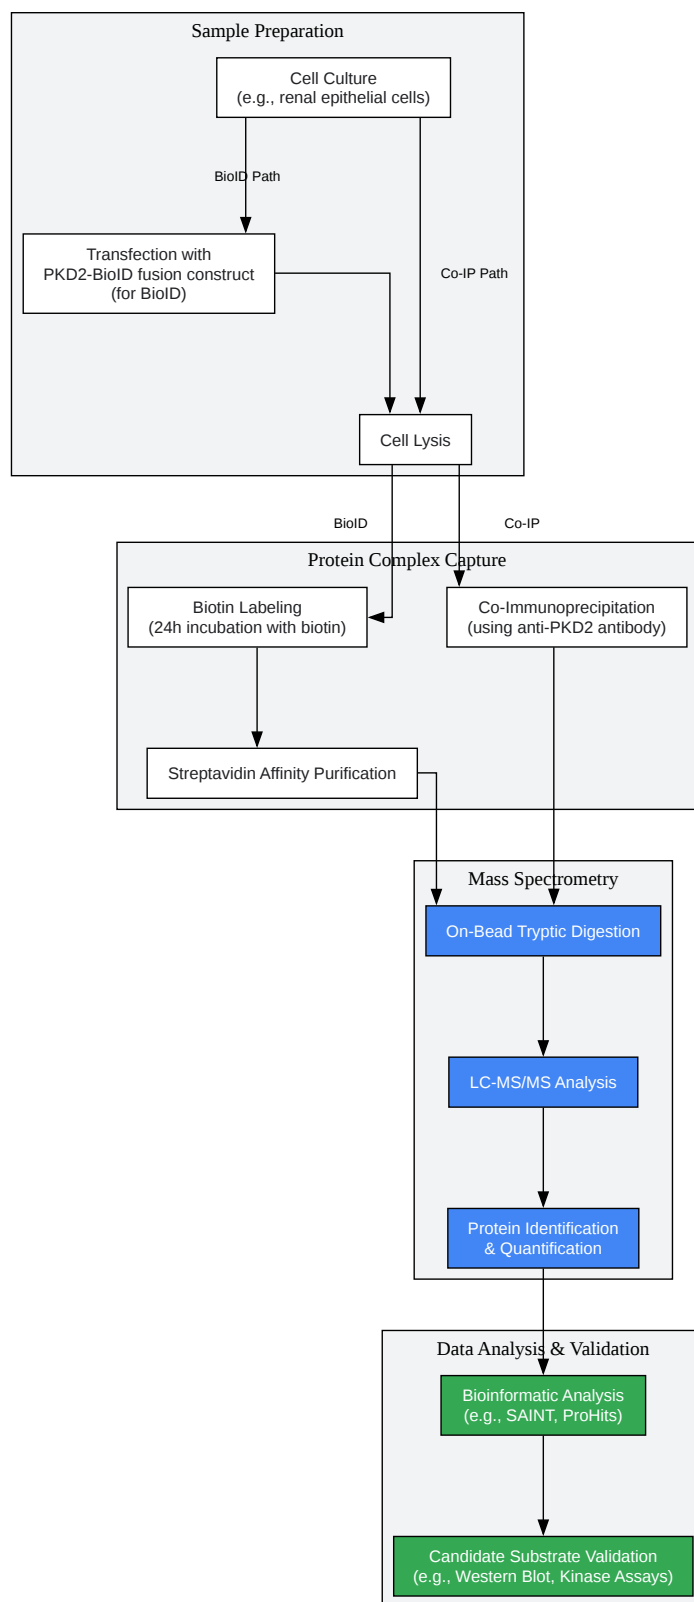 Sample Preparation
Cell Culture
(e.g., renal epithelial cells)
BioID Path
Transfection with
PKD2-BioID fusion construct
(for BioID)
Co-IP Path
Cell Lysis
BioID
Co-IP
Protein Complex Capture
Biotin Labeling
(24h incubation with biotin)
Co-Immunoprecipitation
(using anti-PKD2 antibody)
Streptavidin Affinity Purification
Mass Spectrometry
On-Bead Tryptic Digestion
LC-MS/MS Analysis
Protein Identification
& Quantification
Data Analysis & Validation
Bioinformatic Analysis
(e.g., SAINT, ProHits)
Candidate Substrate Validation
(e.g., Western Blot, Kinase Assays)